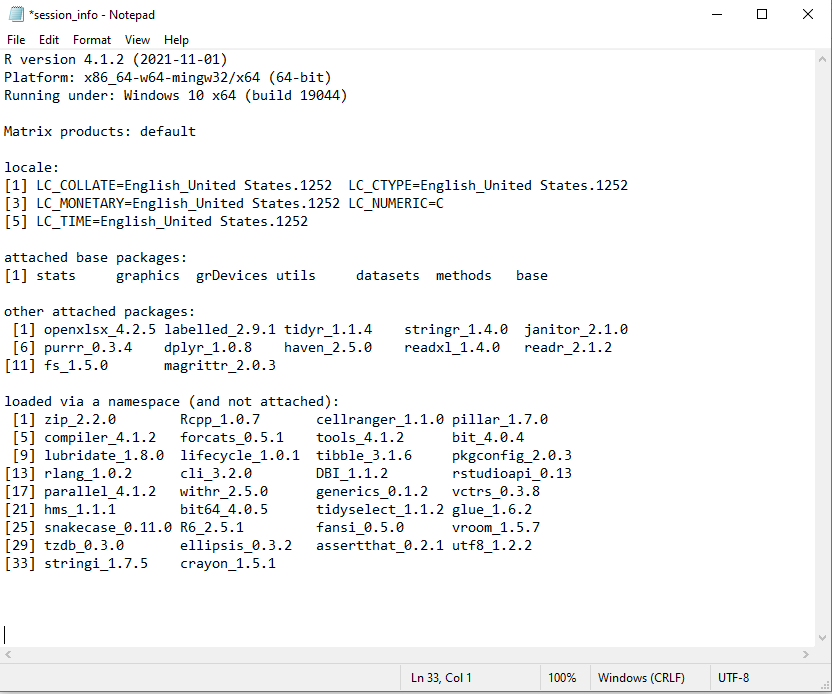 *session_info - Notepad
File Edit Format View Help
R version 4.1.2 (2021-11-01)
Platform: x86_64-w64-mingw32/x64 (64-bit)
Running under: Windows 10 x64 (build 19044)

Matrix products: default

locale:
[1] LC_COLLATE=English_United States.1252  LC_CTYPE=English_United States.1252
[3] LC_MONETARY=English_United States.1252 LC_NUMERIC=C
[5] LC_TIME=English_United States.1252

attached base packages:
[1] stats     graphics  grDevices utils     datasets  methods   base

other attached packages:
 [1] openxlsx_4.2.5 labelled_2.9.1 tidyr_1.1.4    stringr_1.4.0  janitor_2.1.0
 [6] purrr_0.3.4    dplyr_1.0.8    haven_2.5.0    readxl_1.4.0   readr_2.1.2
[11] fs_1.5.0       magrittr_2.0.3

loaded via a namespace (and not attached):
 [1] zip_2.2.0        Rcpp_1.0.7       cellranger_1.1.0 pillar_1.7.0
 [5] compiler_4.1.2   forcats_0.5.1    tools_4.1.2      bit_4.0.4
 [9] lubridate_1.8.0  lifecycle_1.0.1  tibble_3.1.6     pkgconfig_2.0.3
[13] rlang_1.0.2      cli_3.2.0        DBI_1.1.2        rstudioapi_0.13
[17] parallel_4.1.2   withr_2.5.0      generics_0.1.2   vctrs_0.3.8
[21] hms_1.1.1        bit64_4.0.5      tidyselect_1.1.2 glue_1.6.2
[25] snakecase_0.11.0 R6_2.5.1         fansi_0.5.0      vroom_1.5.7
[29] tzdb_0.3.0       ellipsis_0.3.2   assertthat_0.2.1 utf8_1.2.2
[33] stringi_1.7.5    crayon_1.5.1
Ln 33, Col 1 100% Windows (CRLF) UTF-8